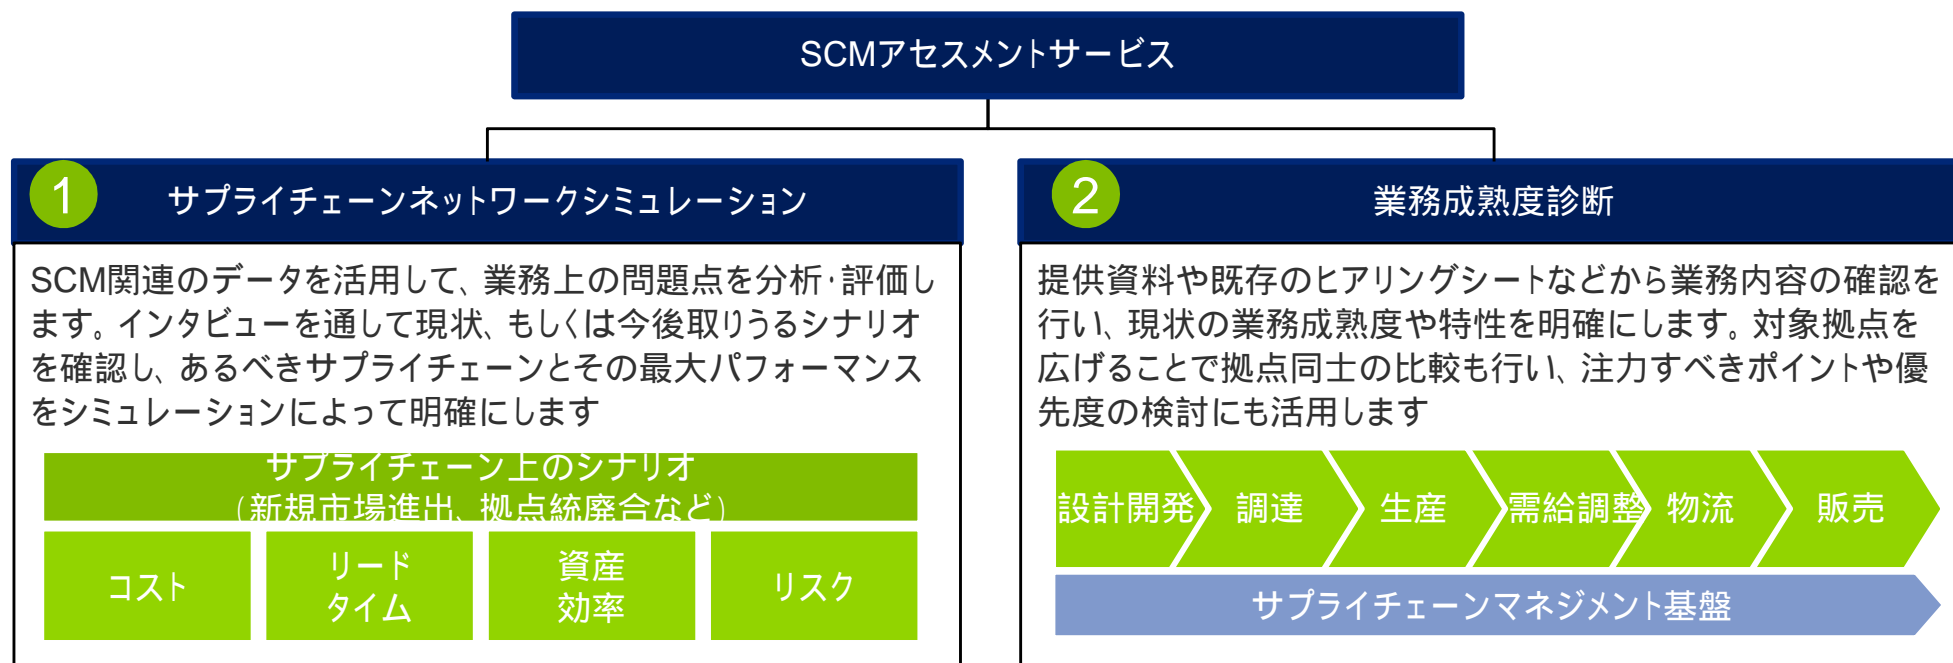 SCMアセスメントサービス
1
サプライチェーンネットワークシミュレーション
SCM関連のデータを活用して、業務上の問題点を分析・評価し
ます。インタビューを通して現状、もしくは今後取りうるシナリオ
を確認し、あるべきサプライチェーンとその最大パフォーマンス
をシミュレーションによって明確にします
サプライチェーン上のシナリオ
(新規市場進出、拠点統廃合など)
コスト
リード
タイム
資産
効率
リスク
2
業務成熟度診断
提供資料や既存のヒアリングシートなどから業務内容の確認を
行い、現状の業務成熟度や特性を明確にします。対象拠点を
広げることで拠点同士の比較も行い、注力すべきポイントや優
先度の検討にも活用します
設計開発
調達
生産
需給調整
物流
販売
サプライチェーンマネジメント基盤